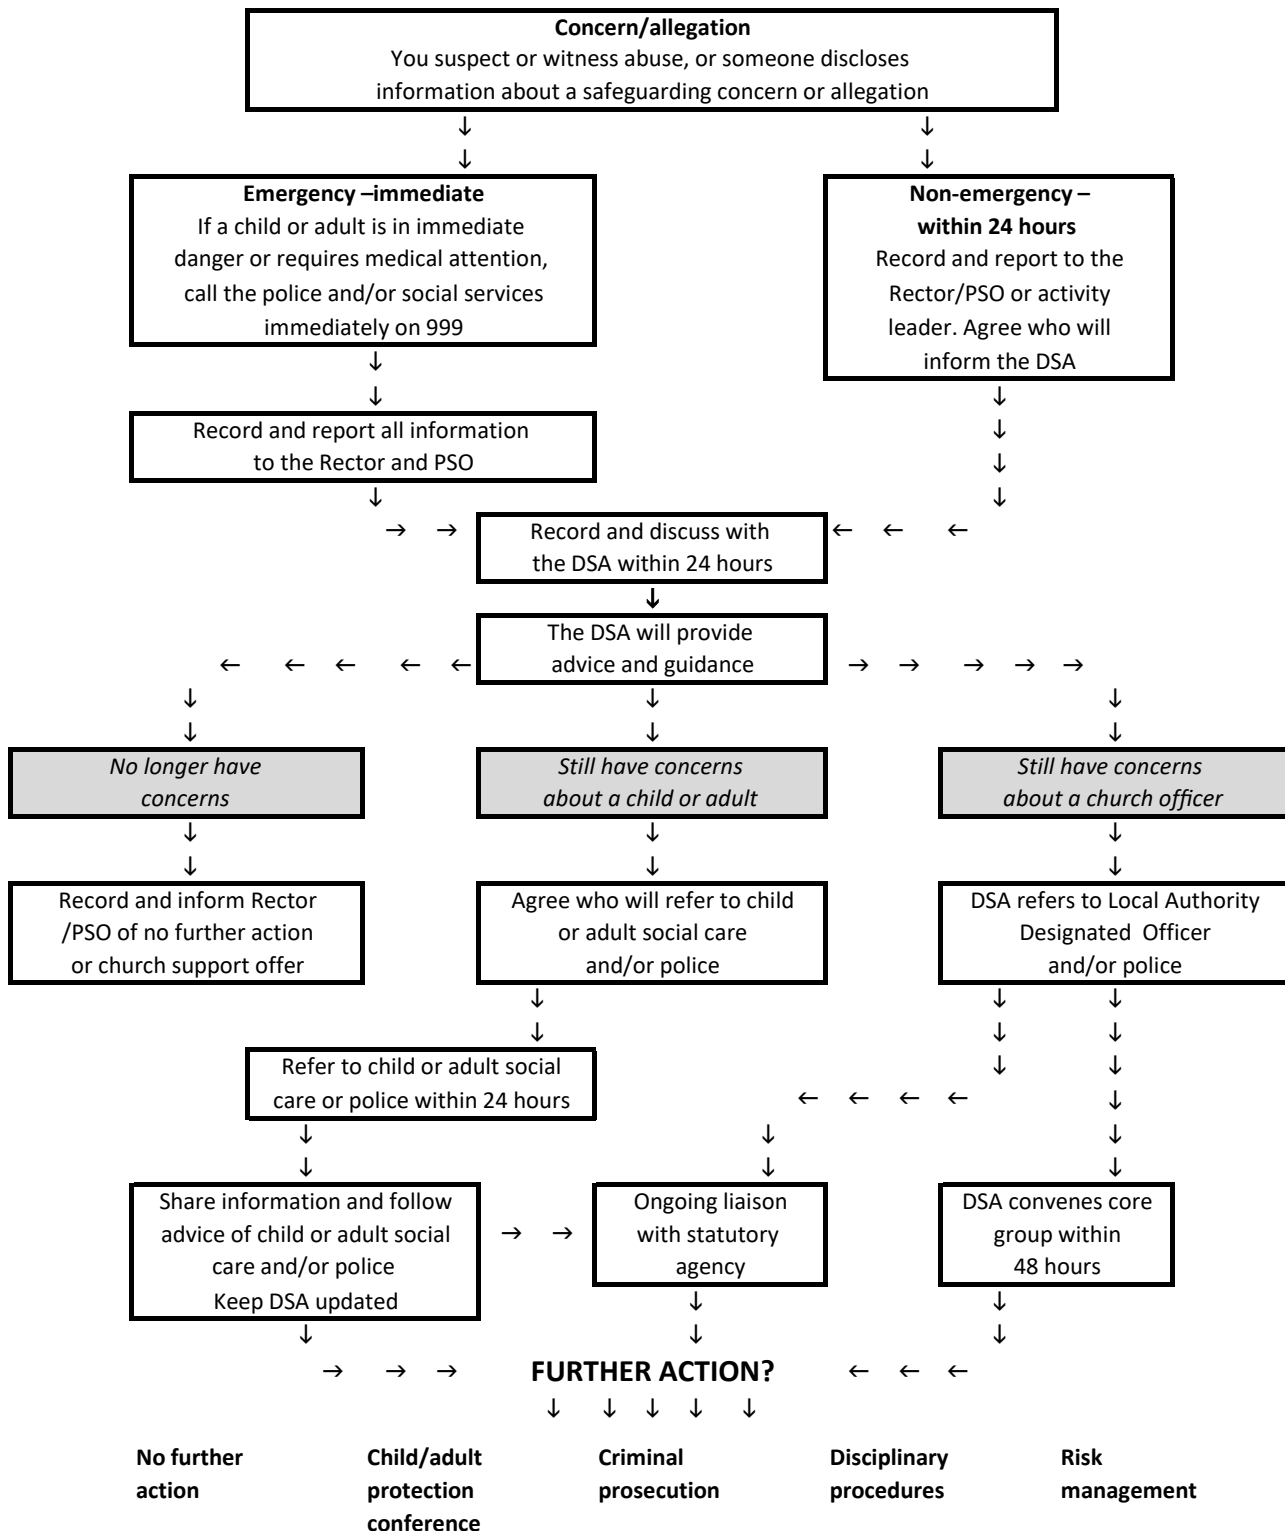 Concern/allegation
You suspect or witness abuse, or someone discloses
information about a safeguarding concern or allegation
↓ ↓
↓ ↓
Emergency –immediate
If a child or adult is in immediate
danger or requires medical attention,
call the police and/or social services
immediately on 999
Non-emergency –
within 24 hours
Record and report to the
Rector/PSO or activity
leader. Agree who will
inform the DSA
↓ ↓
↓ ↓
Record and report all information
to the Rector and PSO
↓ ↓
↓
→ → ← ← ←
Record and discuss with
the DSA within 24 hours
↓
The DSA will provide
advice and guidance
← ← ← ← ← → → → → →
↓ ↓ ↓
↓ ↓ ↓
No longer have
concerns
Still have concerns
about a child or adult
Still have concerns
about a church officer
↓ ↓ ↓
↓ ↓ ↓
Record and inform Rector
/PSO of no further action
or church support offer
Agree who will refer to child
or adult social care
and/or police
DSA refers to Local Authority
Designated Officer
and/or police
↓ ↓ ↓
↓ ↓ ↓
Refer to child or adult social
care or police within 24 hours
↓ ↓
← ← ← ← ↓
↓ ↓ ↓
↓ ↓ ↓
Share information and follow
advice of child or adult social
care and/or police
Keep DSA updated
→ →
Ongoing liaison
with statutory
agency
DSA convenes core
group within
48 hours
↓ ↓
↓ ↓ ↓
→ → → FURTHER ACTION? ← ← ←
↓ ↓ ↓ ↓ ↓
No further
action
Child/adult
protection
conference
Criminal
prosecution
Disciplinary
procedures
Risk
management